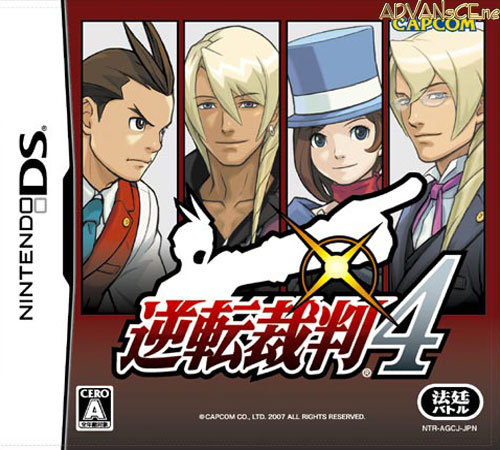 ADVANsCE.ne
CAPCOM
NINTENDO DS
逆転裁判4
®
CERO
A
全年齢対象
©CAPCOM CO., LTD. 2007 ALL RIGHTS RESERVED.
法廷
バトル
NTR-AGCJ-JPN